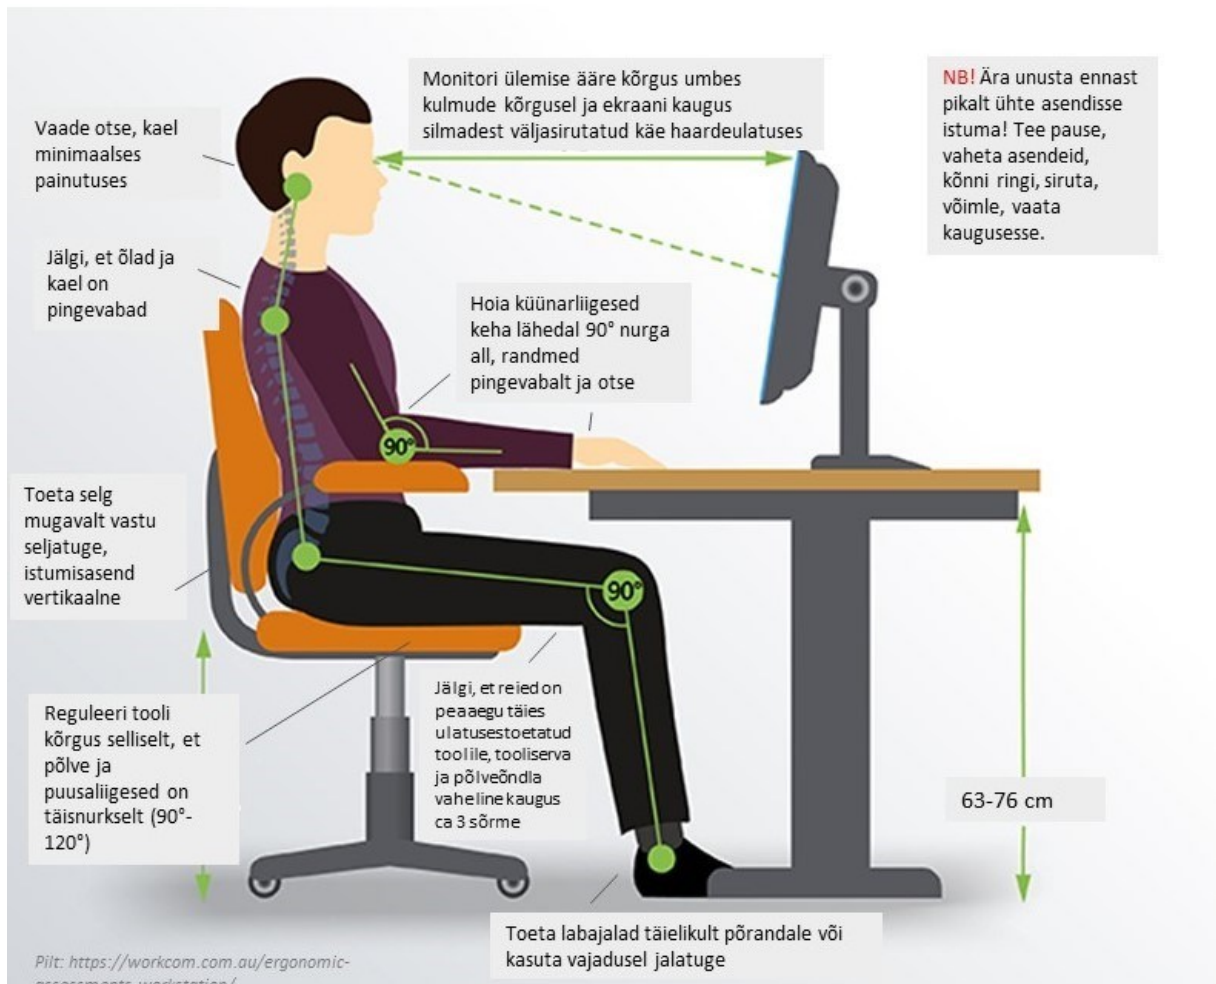 Monitori ülemise ääre kõrgus umbes
kulmude kõrgusel ja ekraani kaugus
silmadest väljasirutatud käe haardeulatuses
NB! Ära unusta ennast
pikalt ühte asendisse
istuma! Tee pause,
vaheta asendeid,
kõnni ringi, siruta,
võimle, vaata
kaugusesse.
Vaade otse, kael
minimaalses
painutuses
Jälgi, et õlad ja
kael on
pingevabad
Hoia küünarliigesed
keha lähedal 90° nurga
all, randmed
pingevabalt ja otse
90°
Toeta selg
mugavalt vastu
seljatuge,
istumisasend
vertikaalne
90°
Reguleeri tooli
kõrgus selliselt, et
põlve ja
puusaliigesed on
täisnurkselt (90°-
120°)
Jälgi, et reied on
peaaegu täies
ulatuses toetatud
toolile, tooliserva
ja põlveõndla
vaheline kaugus
ca 3 sõrme
63-76 cm
Toeta labajalad täielikult põrandale või
kasuta vajadusel jalatuge
Pilt: https://workcom.com.au/ergonomic-
assessments-workstation/